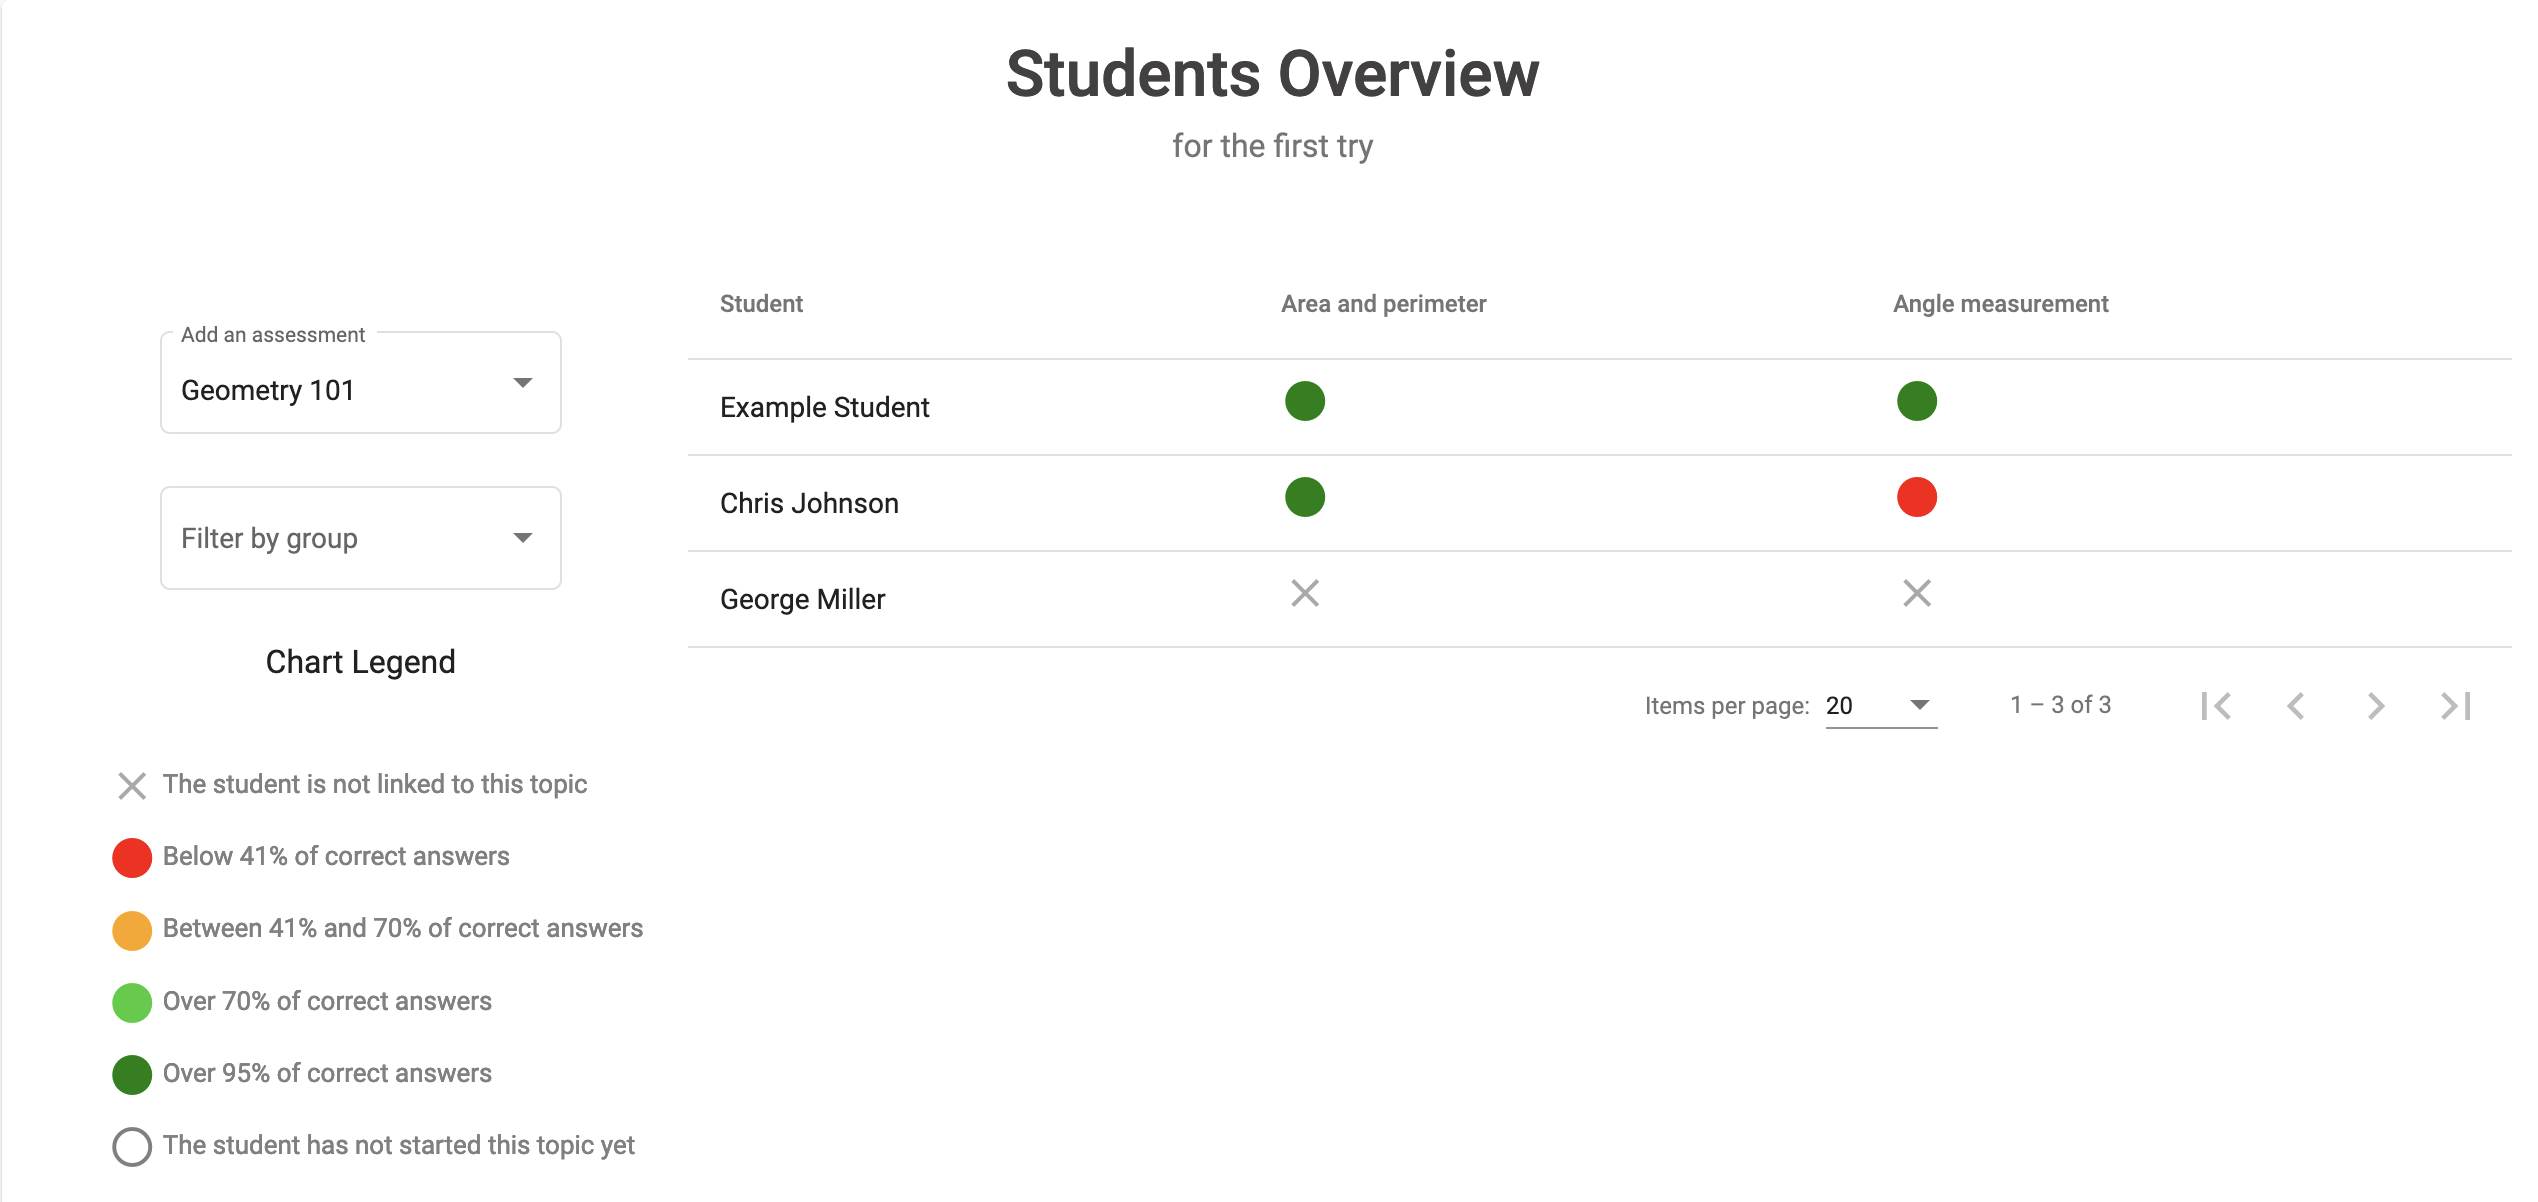 Students Overview
for the first try
Add an assessment
Geometry 101
Filter by group
Chart Legend
The student is not linked to this topic
Below 41% of correct answers
Between 41% and 70% of correct answers
Over 70% of correct answers
Over 95% of correct answers
The student has not started this topic yet
Student Area and perimeter Angle measurement
Example Student
Chris Johnson
George Miller
Items per page: 20 1 – 3 of 3